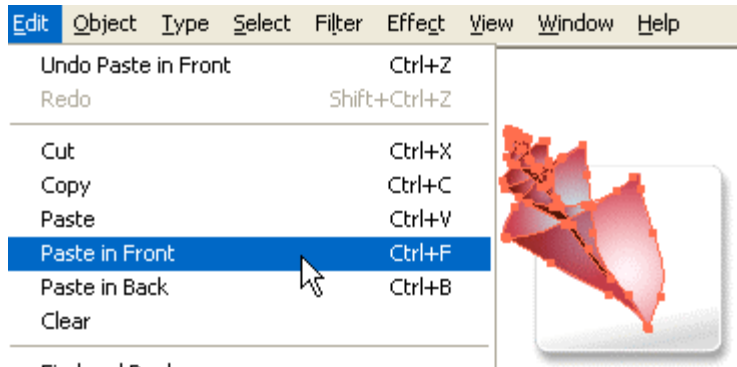 Edit Object Type Select Filter Effect View Window Help
Undo Paste in Front Ctrl+Z
Redo Shift+Ctrl+Z
Cut Ctrl+X
Copy Ctrl+C
Paste Ctrl+V
Paste in Front Ctrl+F
Paste in Back Ctrl+B
Clear